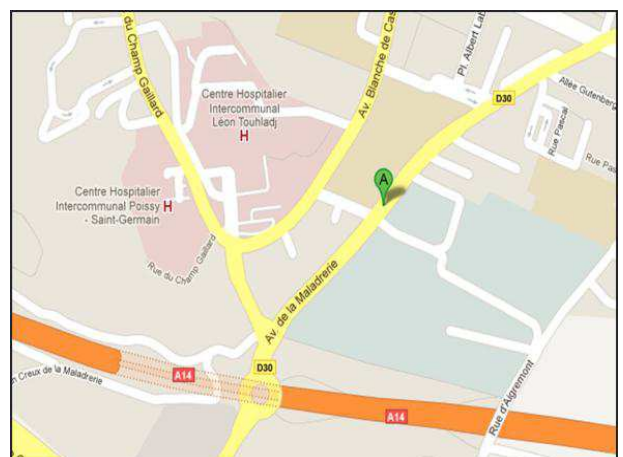 du Champ Gaillard
Av. Blanche de Cas
Pl. Albert Lab
D30
Allée Gutenberg
Rue Pascal
Rue Pas
Centre Hospitalier
Intercommunal
Léon Touhladj
H
A
Centre Hospitalier
Intercommunal Poissy
- Saint-Germain
H
Rue du Champ Gaillard
Av. de la Maladrerie
D30
n Creux de la Maladrerie
A14
A14
Rue d'Aigremont